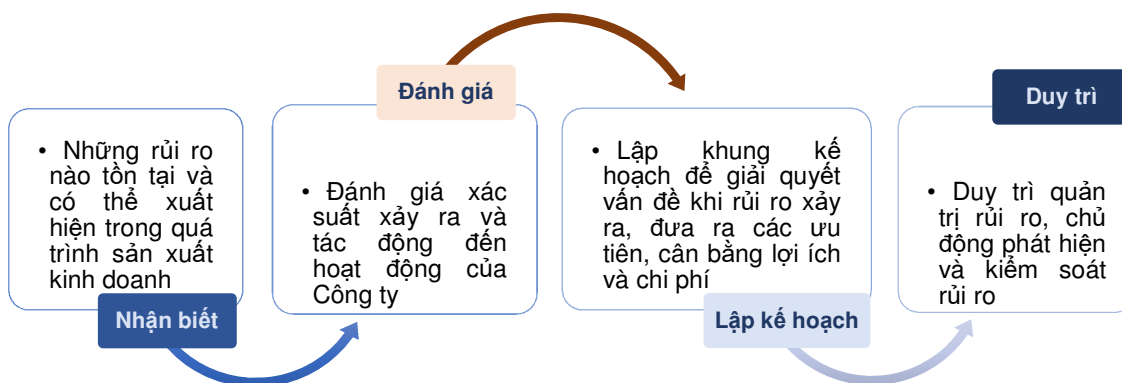 • Những rủi ro
nào tồn tại và
có thể xuất
hiện trong quá
trình sản xuất
kinh doanh
Nhận biết
Đánh giá
• Đánh giá xác
suất xảy ra và
tác động đến
hoạt động của
Công ty
• Lập khung kế
hoạch để giải quyết
vấn đề khi rủi ro xảy
ra, đưa ra các ưu
tiên, cân bằng lợi ích
và chi phí
Lập kế hoạch
Duy trì
• Duy trì quản
trị rủi ro, chủ
động phát hiện
và kiểm soát
rủi ro